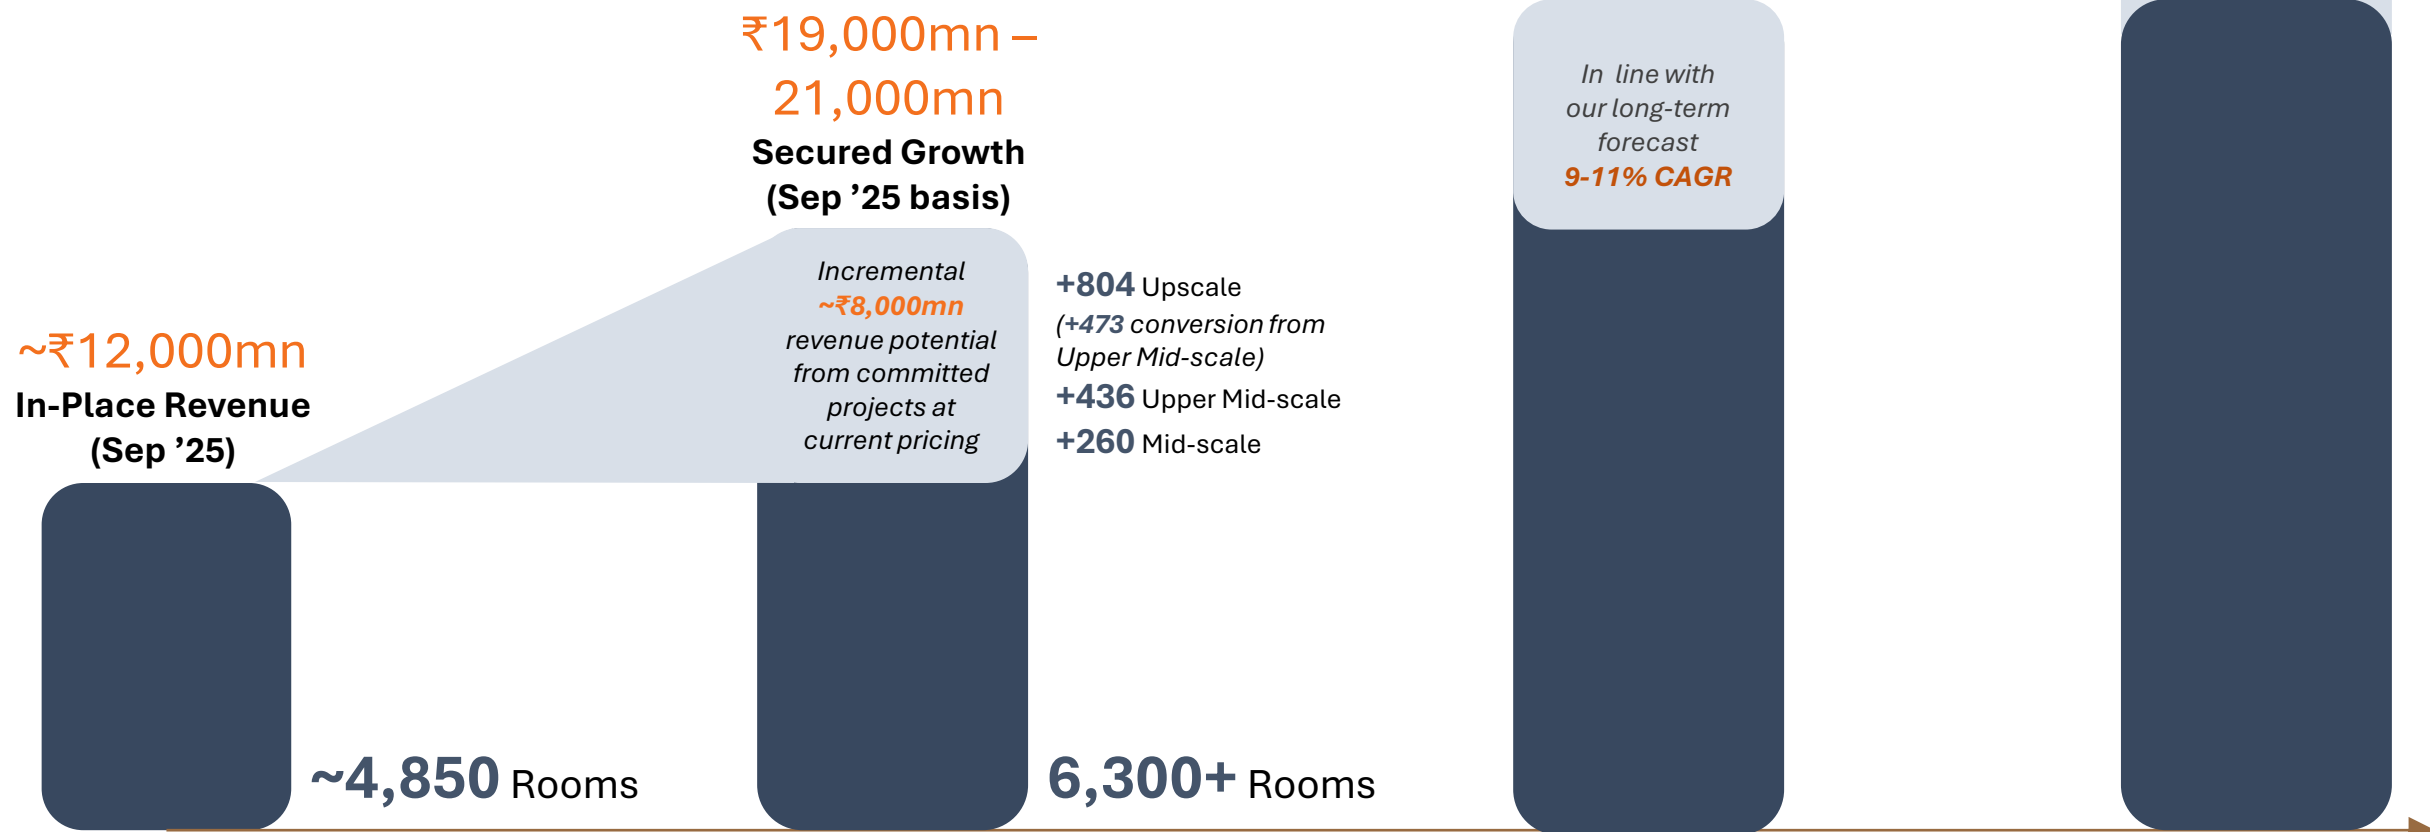 ~₹12,000mn
In-Place Revenue
(Sep ’25)
~4,850 Rooms
₹19,000mn –
21,000mn
Secured Growth
(Sep ’25 basis)
Incremental
~₹8,000mn
revenue potential
from committed
projects at
current pricing
+804 Upscale
(+473 conversion from
Upper Mid-scale)
+436 Upper Mid-scale
+260 Mid-scale
6,300+ Rooms
In line with
our long-term
forecast
9-11% CAGR